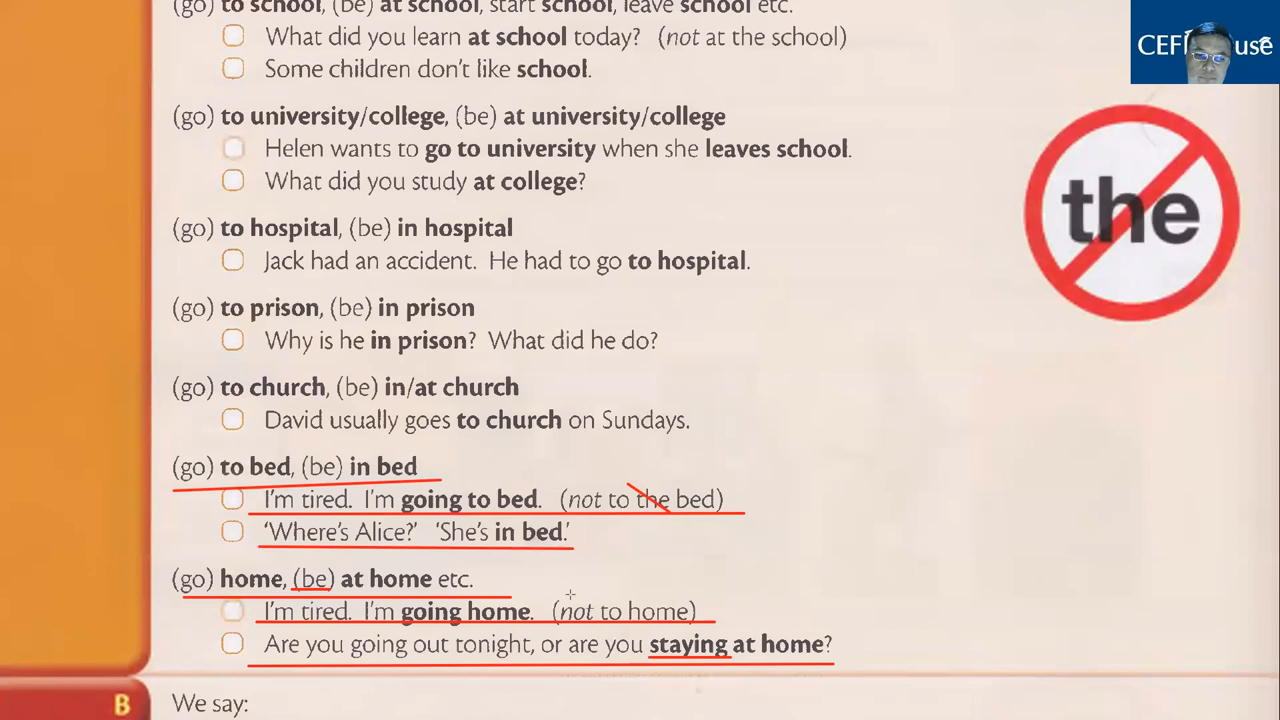 (go) to school, (be) at school, start school, leave school etc.
What did you learn at school today? (not at the school)
Some children don't like school.
(go) to university/college, (be) at university/college
Helen wants to go to university when she leaves school.
What did you study at college?
(go) to hospital, (be) in hospital
Jack had an accident. He had to go to hospital.
(go) to prison, (be) in prison
Why is he in prison? What did he do?
(go) to church, (be) in/at church
David usually goes to church on Sundays.
(go) to bed, (be) in bed
I'm tired. I'm going to bed. (not to the bed)
'Where's Alice?' 'She's in bed.'
(go) home, (be) at home etc.
I'm tired. I'm going home. (not to home)
Are you going out tonight, or are you staying at home?
B We say:
the